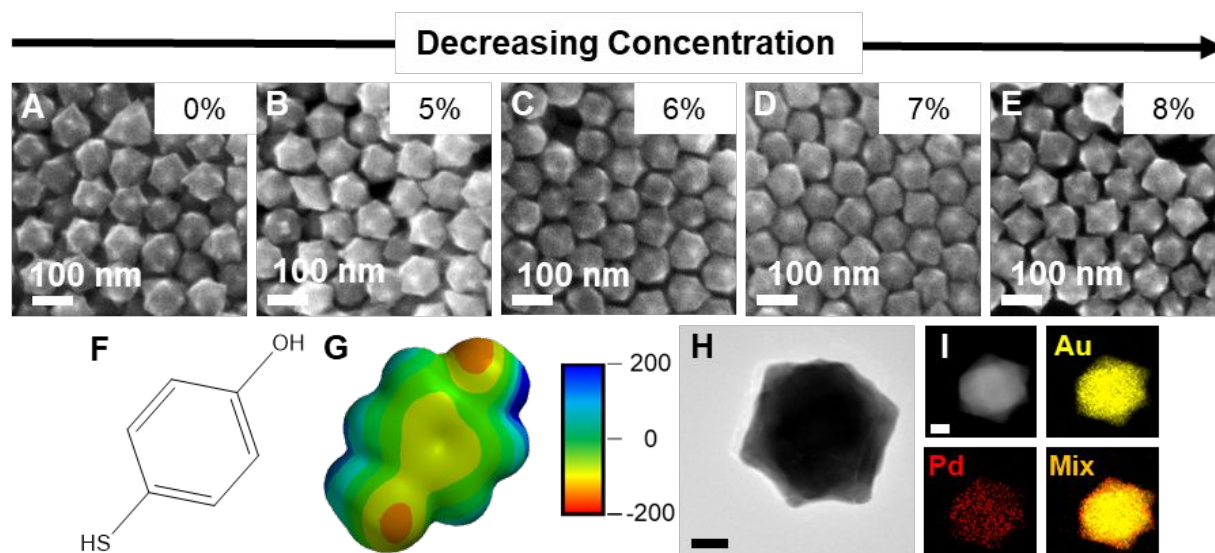 Decreasing Concentration
A
0%
100 nm
B
5%
100 nm
C
6%
100 nm
D
7%
100 nm
E
8%
100 nm
F
OH
HS
G
200
0
-200
H
I
Au
Pd
Mix